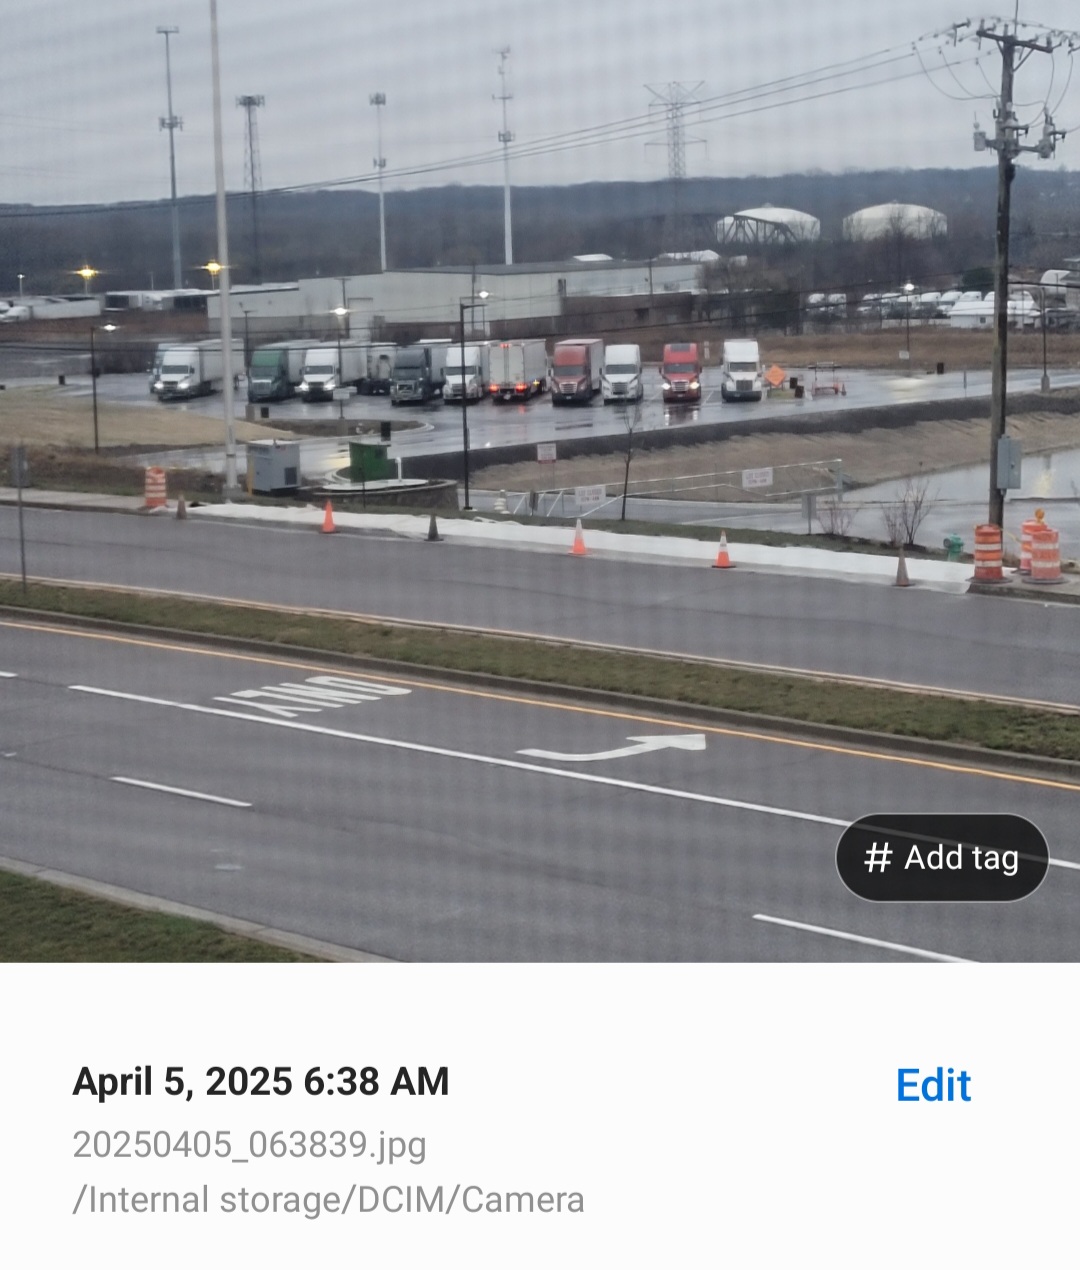 ONLY
# Add tag
April 5, 2025 6:38 AM
Edit
20250405_063839.jpg
/Internal storage/DCIM/Camera